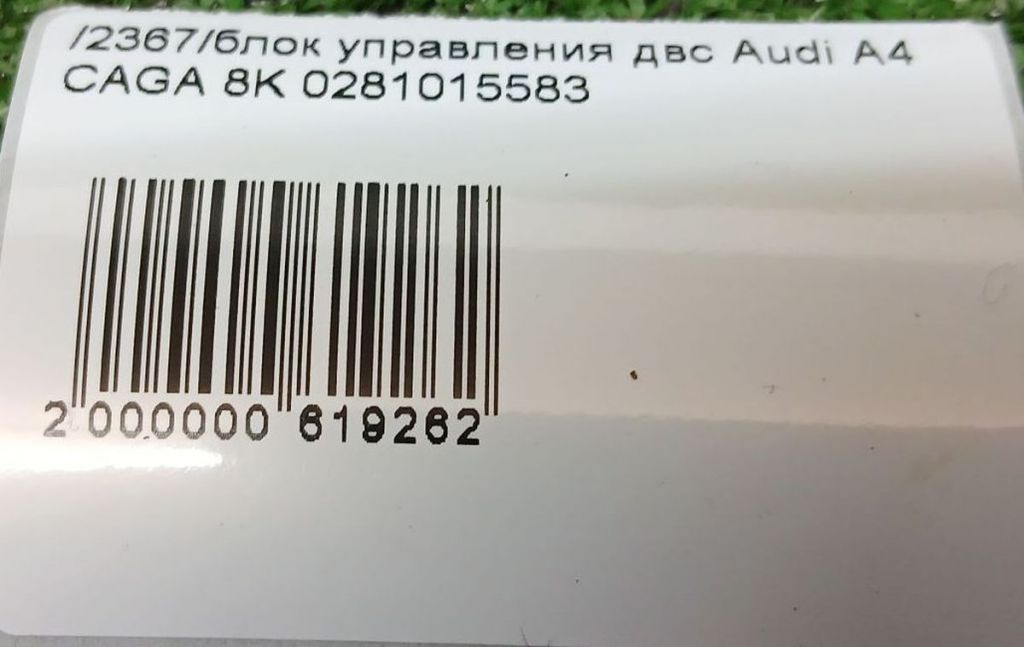 /2367/блок управления двс Audi A4
CAGA 8K 0281015583
2 000000 619262